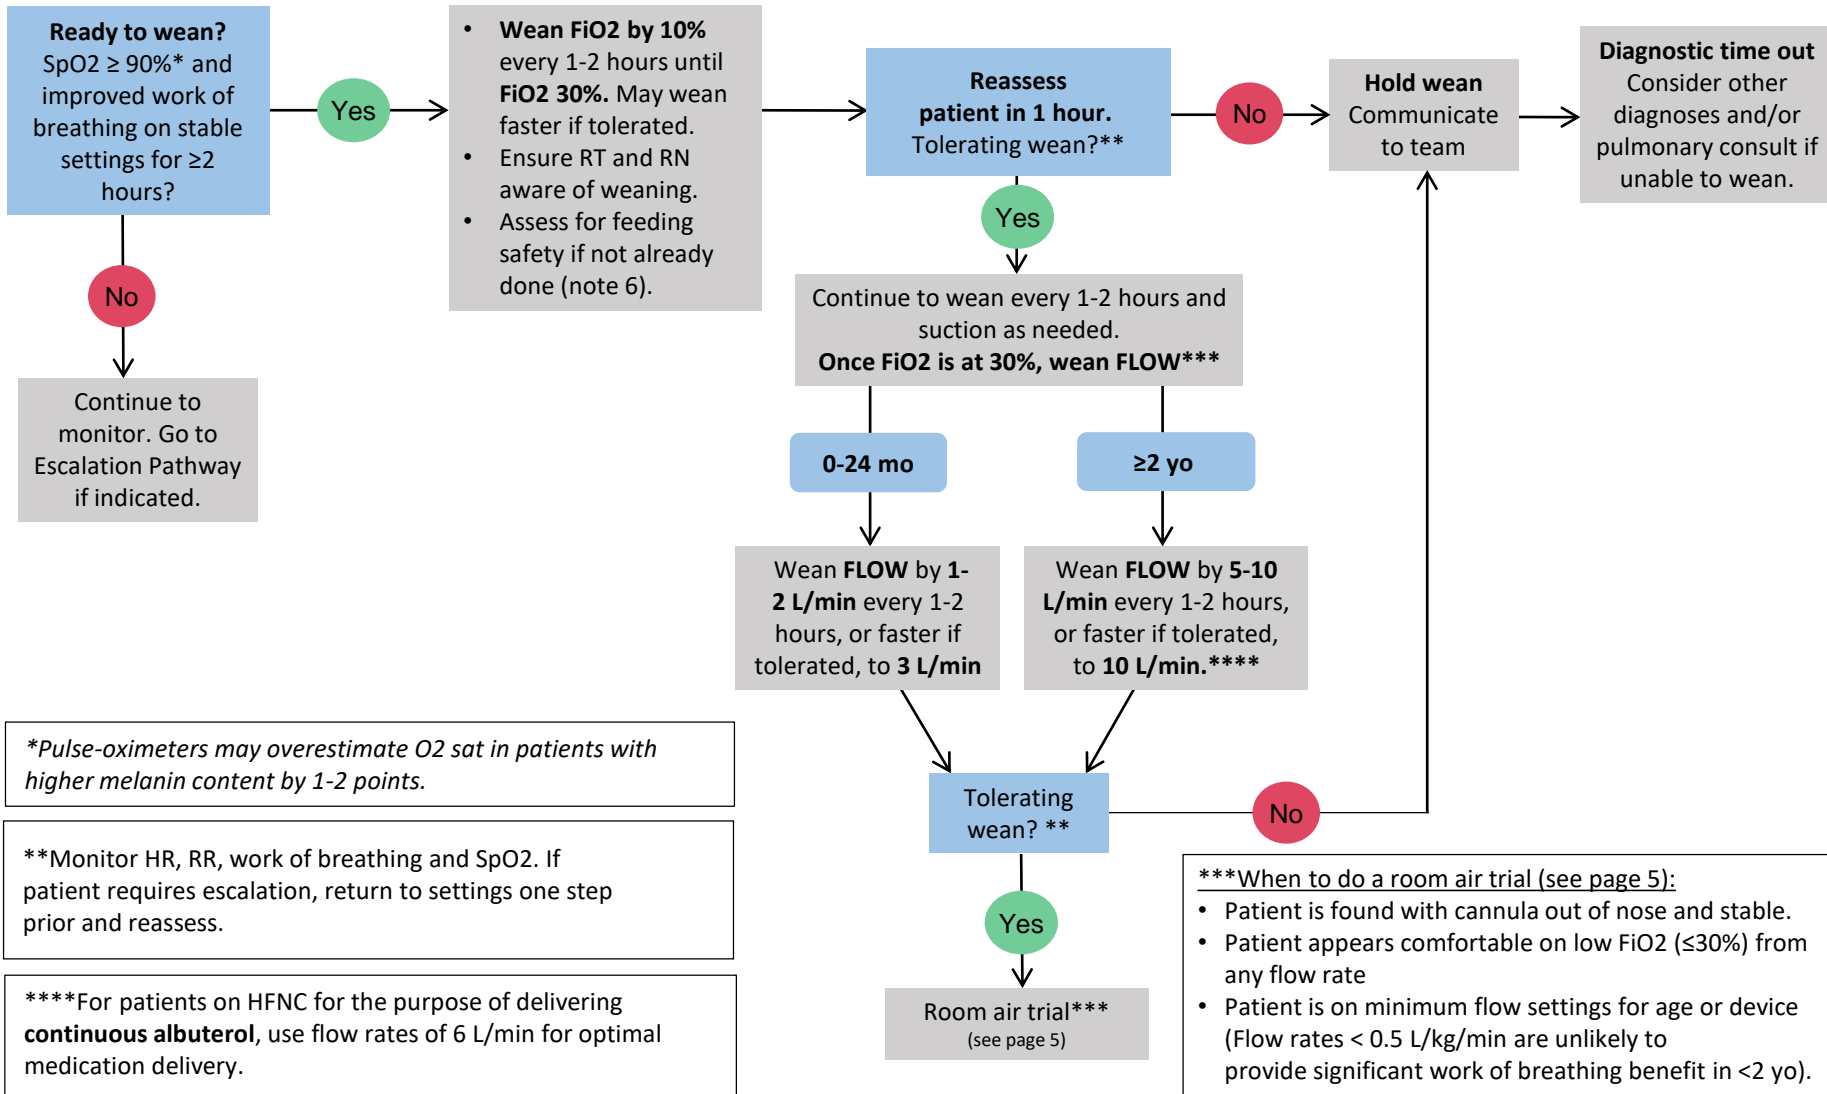 Ready to wean?
SpO2 ≥ 90%* and
improved work of
breathing on stable
settings for ≥2
hours?
Yes
No
Continue to
monitor. Go to
Escalation Pathway
if indicated.
• Wean FiO2 by 10%
every 1-2 hours until
FiO2 30%. May wean
faster if tolerated.
• Ensure RT and RN
aware of weaning.
• Assess for feeding
safety if not already
done (note 6).
Reassess
patient in 1 hour.
Tolerating wean?**
No
Hold wean
Communicate
to team
Diagnostic time out
Consider other
diagnoses and/or
pulmonary consult if
unable to wean.
Yes
Continue to wean every 1-2 hours and
suction as needed.
Once FiO2 is at 30%, wean FLOW***
0-24 mo
≥2 yo
Wean FLOW by 1-
2 L/min every 1-2
hours, or faster if
tolerated, to 3 L/min
Wean FLOW by 5-10
L/min every 1-2 hours,
or faster if tolerated,
to 10 L/min.****
Tolerating
wean? **
No
Yes
Room air trial***
(see page 5)
*Pulse-oximeters may overestimate O2 sat in patients with
higher melanin content by 1-2 points.
**Monitor HR, RR, work of breathing and SpO2. If
patient requires escalation, return to settings one step
prior and reassess.
****For patients on HFNC for the purpose of delivering
continuous albuterol, use flow rates of 6 L/min for optimal
medication delivery.
***When to do a room air trial (see page 5):
• Patient is found with cannula out of nose and stable.
• Patient appears comfortable on low FiO2 (≤30%) from
any flow rate
• Patient is on minimum flow settings for age or device
(Flow rates < 0.5 L/kg/min are unlikely to
provide significant work of breathing benefit in <2 yo).